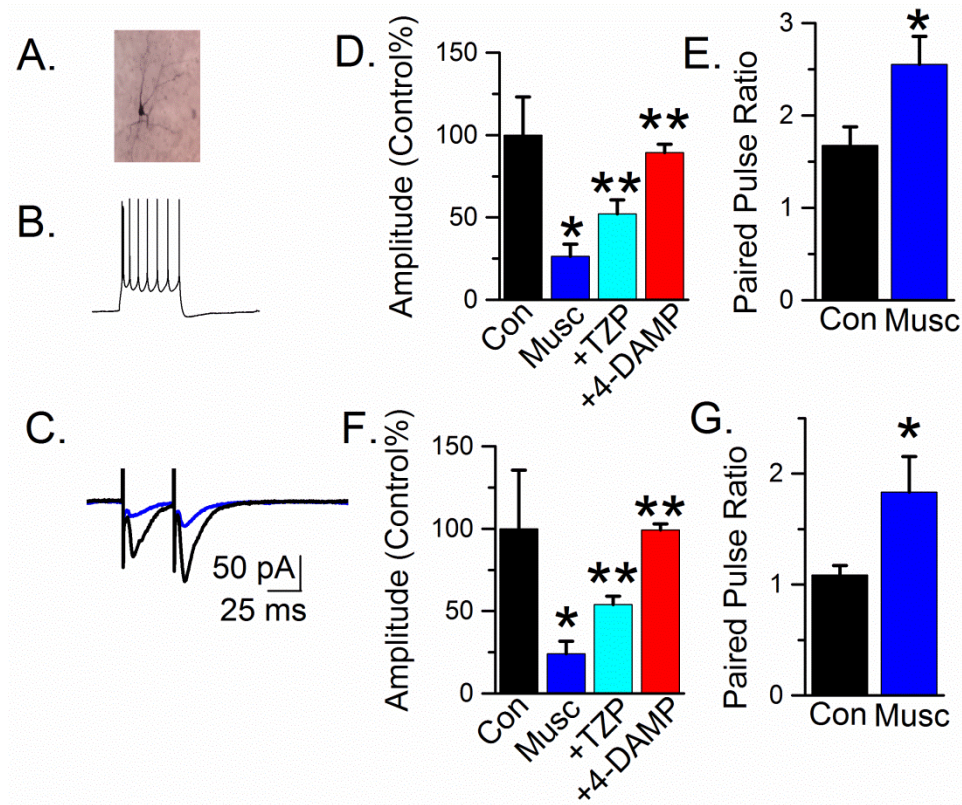 A.
B.
C.
50 pA
25 ms
D.
Amplitude (Control%)
150
100
50
0
*
**
**
Con
Musc
+TZP
+4-DAMP
E.
Paired Pulse Ratio
3
2
1
0
*
Con Musc
F.
Amplitude (Control%)
150
100
50
0
*
**
**
Con
Musc
+TZP
+4-DAMP
G.
Paired Pulse Ratio
2
1
0
*
Con Musc